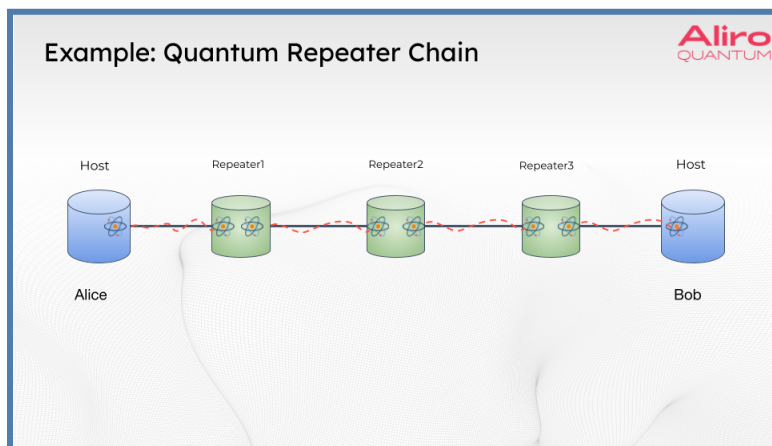 Example: Quantum Repeater Chain
Aliro
QUANTUM
Host
Repeater1
Repeater2
Repeater3
Host
Alice
Bob